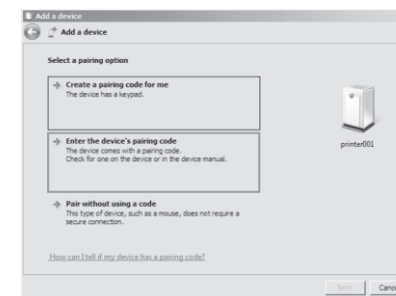 Add a device
Add a device
Select a pairing option
Create a pairing code for me
The device has a keypad.
Enter the device's pairing code
The device comes with a pairing code.
Check for one on the device or in the device manual.
printer001
Pair without using a code
This type of device, such as a mouse, does not require a
secure connection.
How can I tell if my device has a pairing code?
Next
Cance